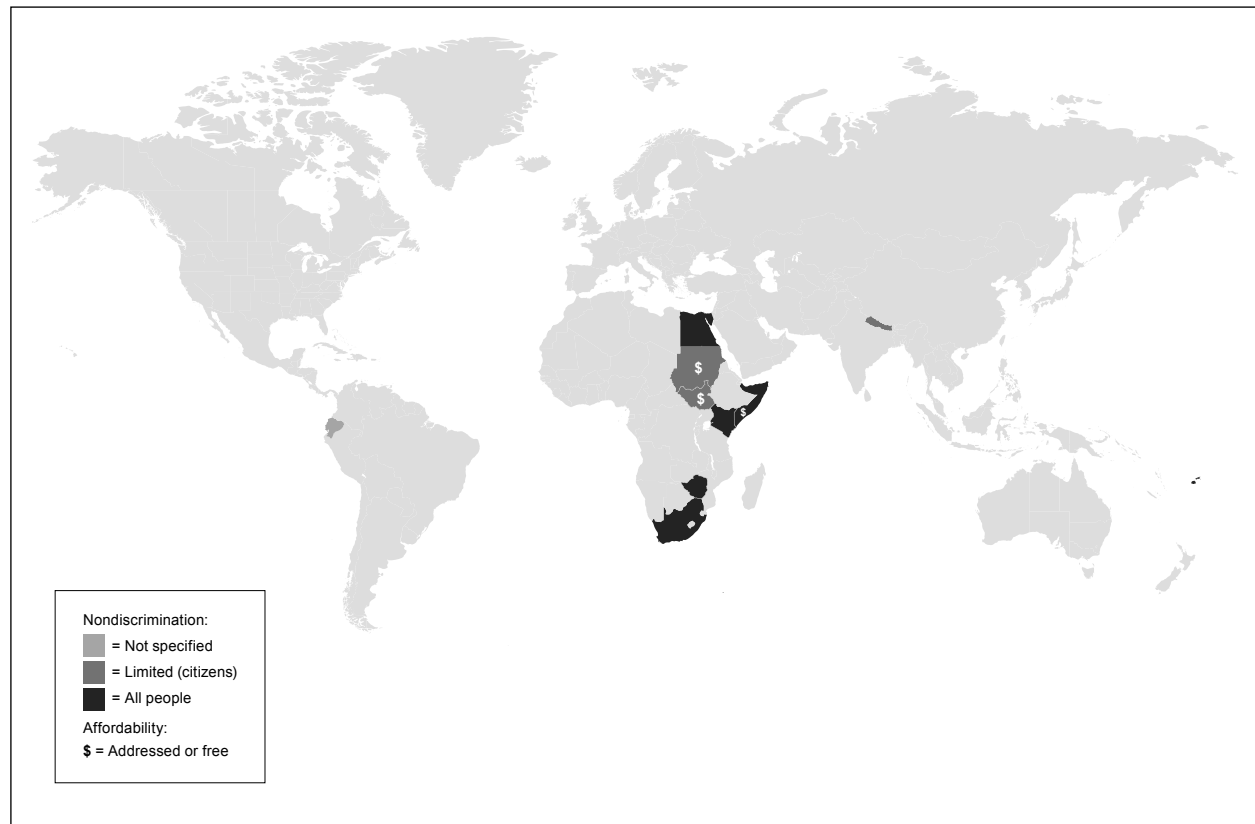 $
$
$
Nondiscrimination:
= Not specified
= Limited (citizens)
= All people
Affordability:
$ = Addressed or free